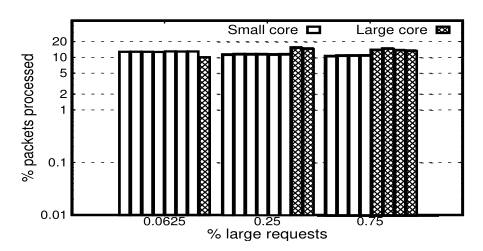 Small core Large core
20
10
5
2
1
0.1
0.01
% packets processed
0.0625 0.25 0.75
% large requests